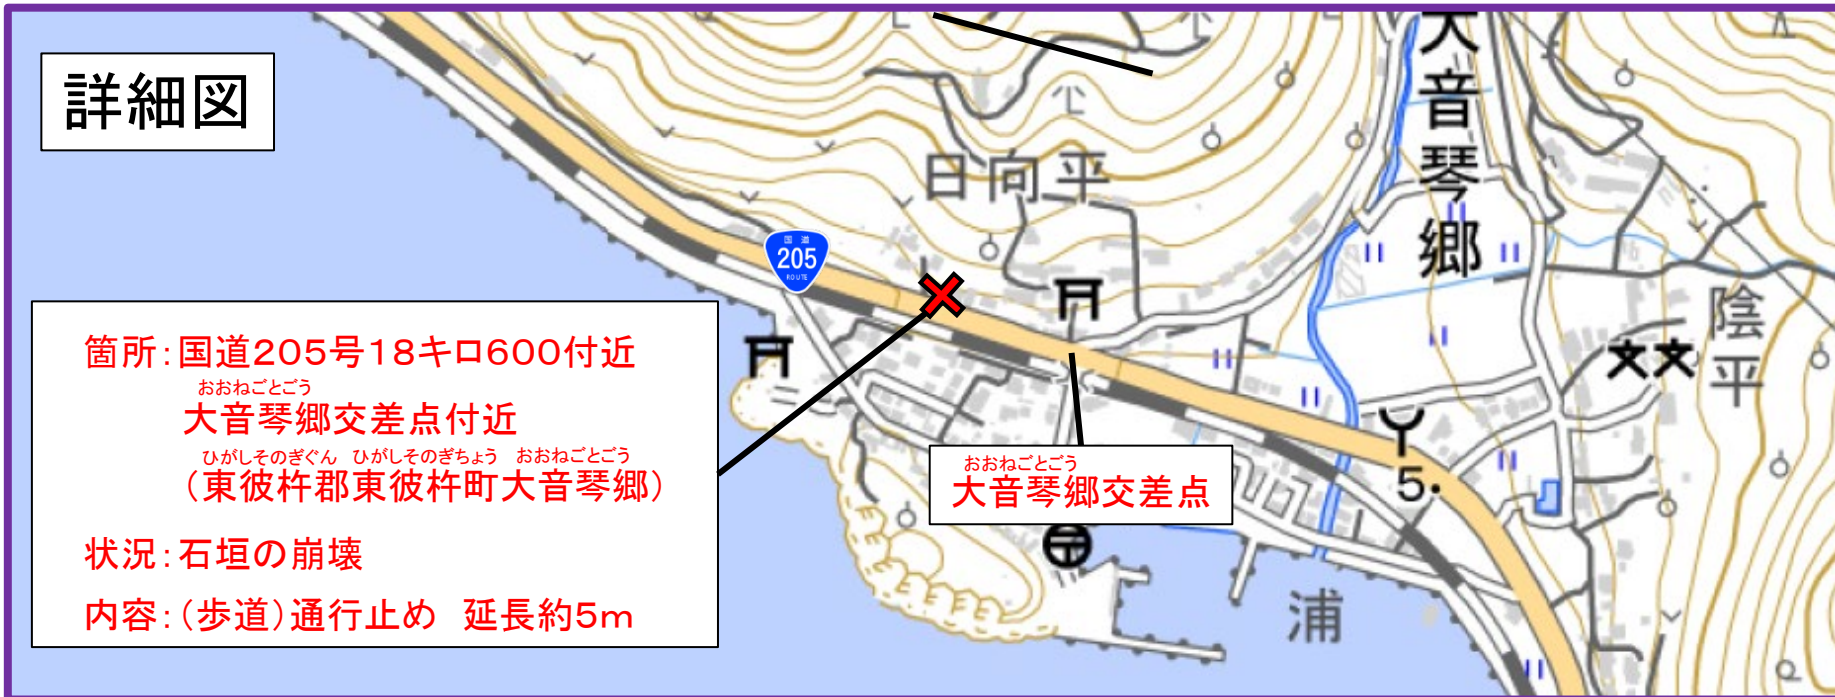 詳細図
大音琴郷
日向平
国道
205
ROUTE
陰平
箇所：国道205号18キロ600付近
おおねごとごう
大音琴郷交差点付近
ひがしそのぎぐん ひがしそのぎちょう おおねごとごう
（東彼杵郡東彼杵町大音琴郷）
状況：石垣の崩壊
内容：（歩道）通行止め　延長約5m
おおねごとごう
大音琴郷交差点
5
浦